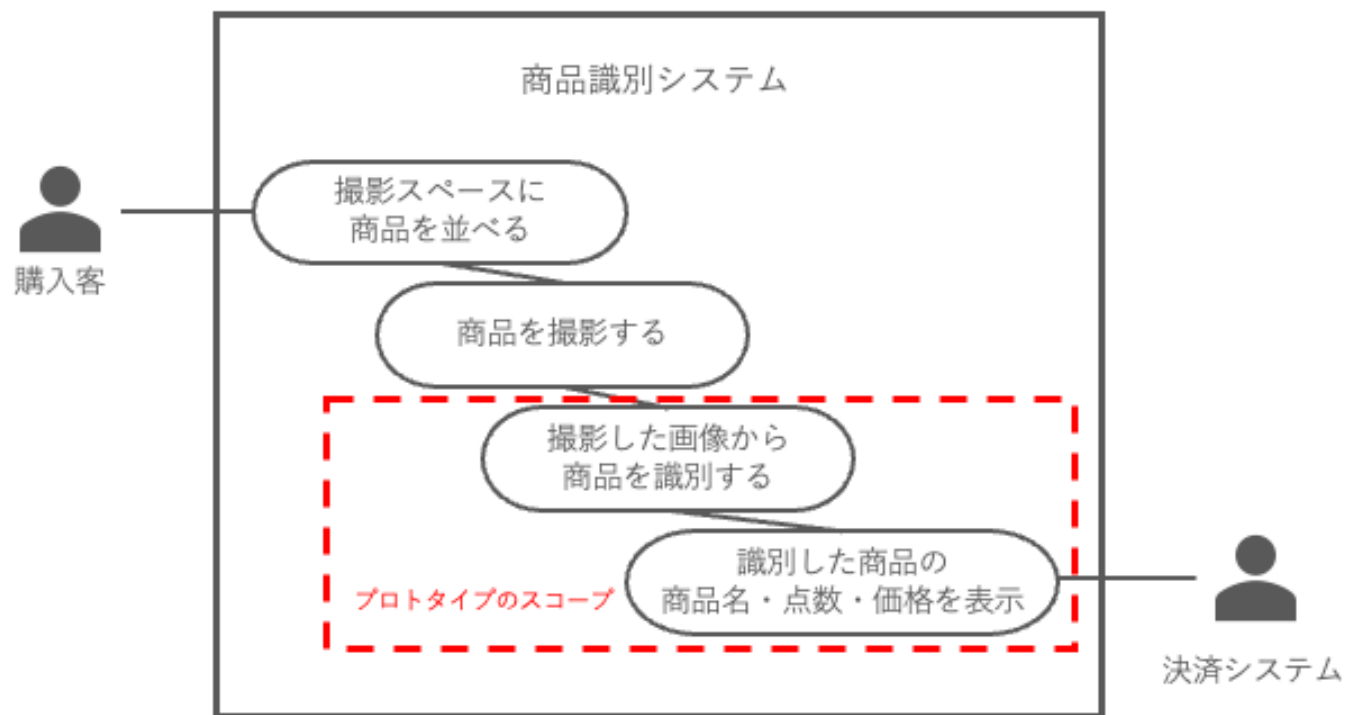 商品識別システム
撮影スペースに
商品を並べる
購入客
商品を撮影する
撮影した画像から
商品を識別する
識別した商品の
商品名・点数・価格を表示
プロトタイプのスコープ
決済システム